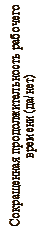 Сокращенная продолжительность рабочего
времени (да/нет)